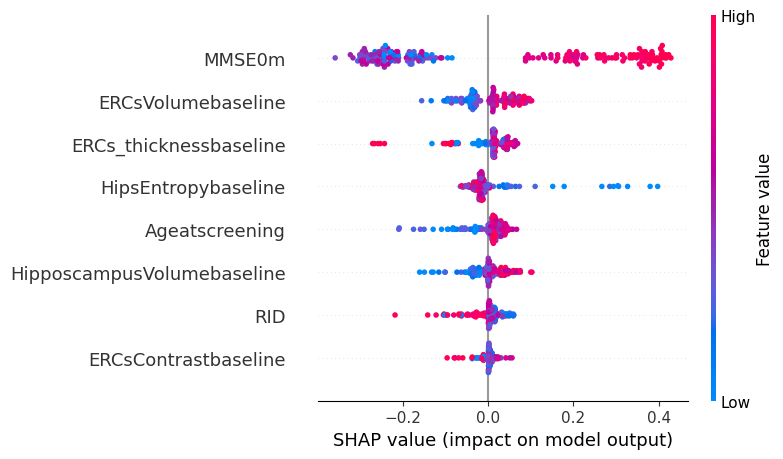 High
MMSE0m
ERCsVolumebaseline
ERCs_thicknessbaseline
HipsEntropybaseline
Ageatscreening
HipposcampusVolumebaseline
RID
ERCsContrastbaseline
Feature value
Low
−0.2 0.0 0.2 0.4
SHAP value (impact on model output)